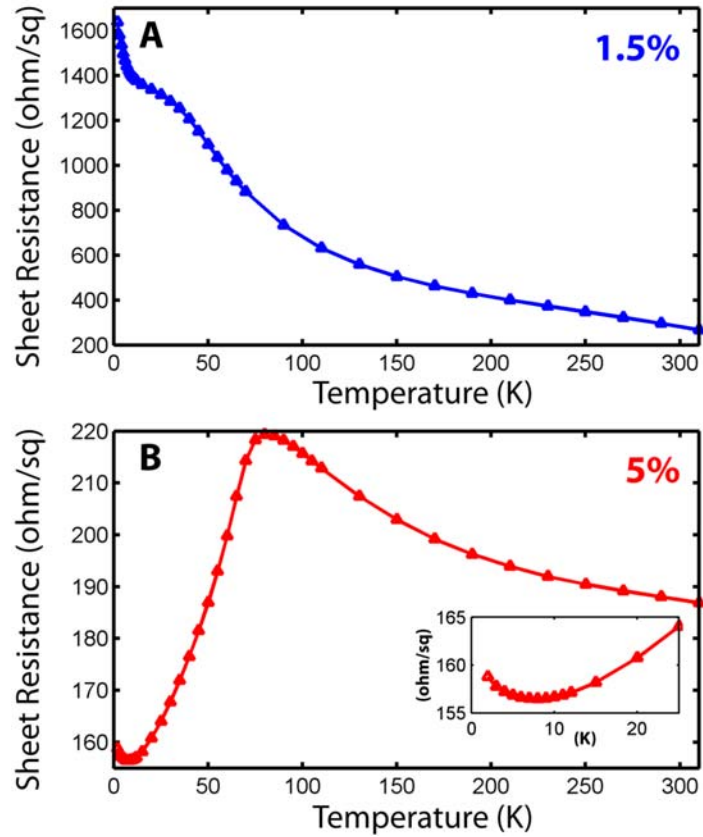 A
1.5%
Sheet Resistance (ohm/sq)
1600
1400
1200
1000
800
600
400
200
0 50 100 150 200 250 300
Temperature (K)
B
5%
Sheet Resistance (ohm/sq)
220
210
200
190
180
170
160
0 50 100 150 200 250 300
Temperature (K)
(ohm/sq)
165
160
155
0 10 20
(K)